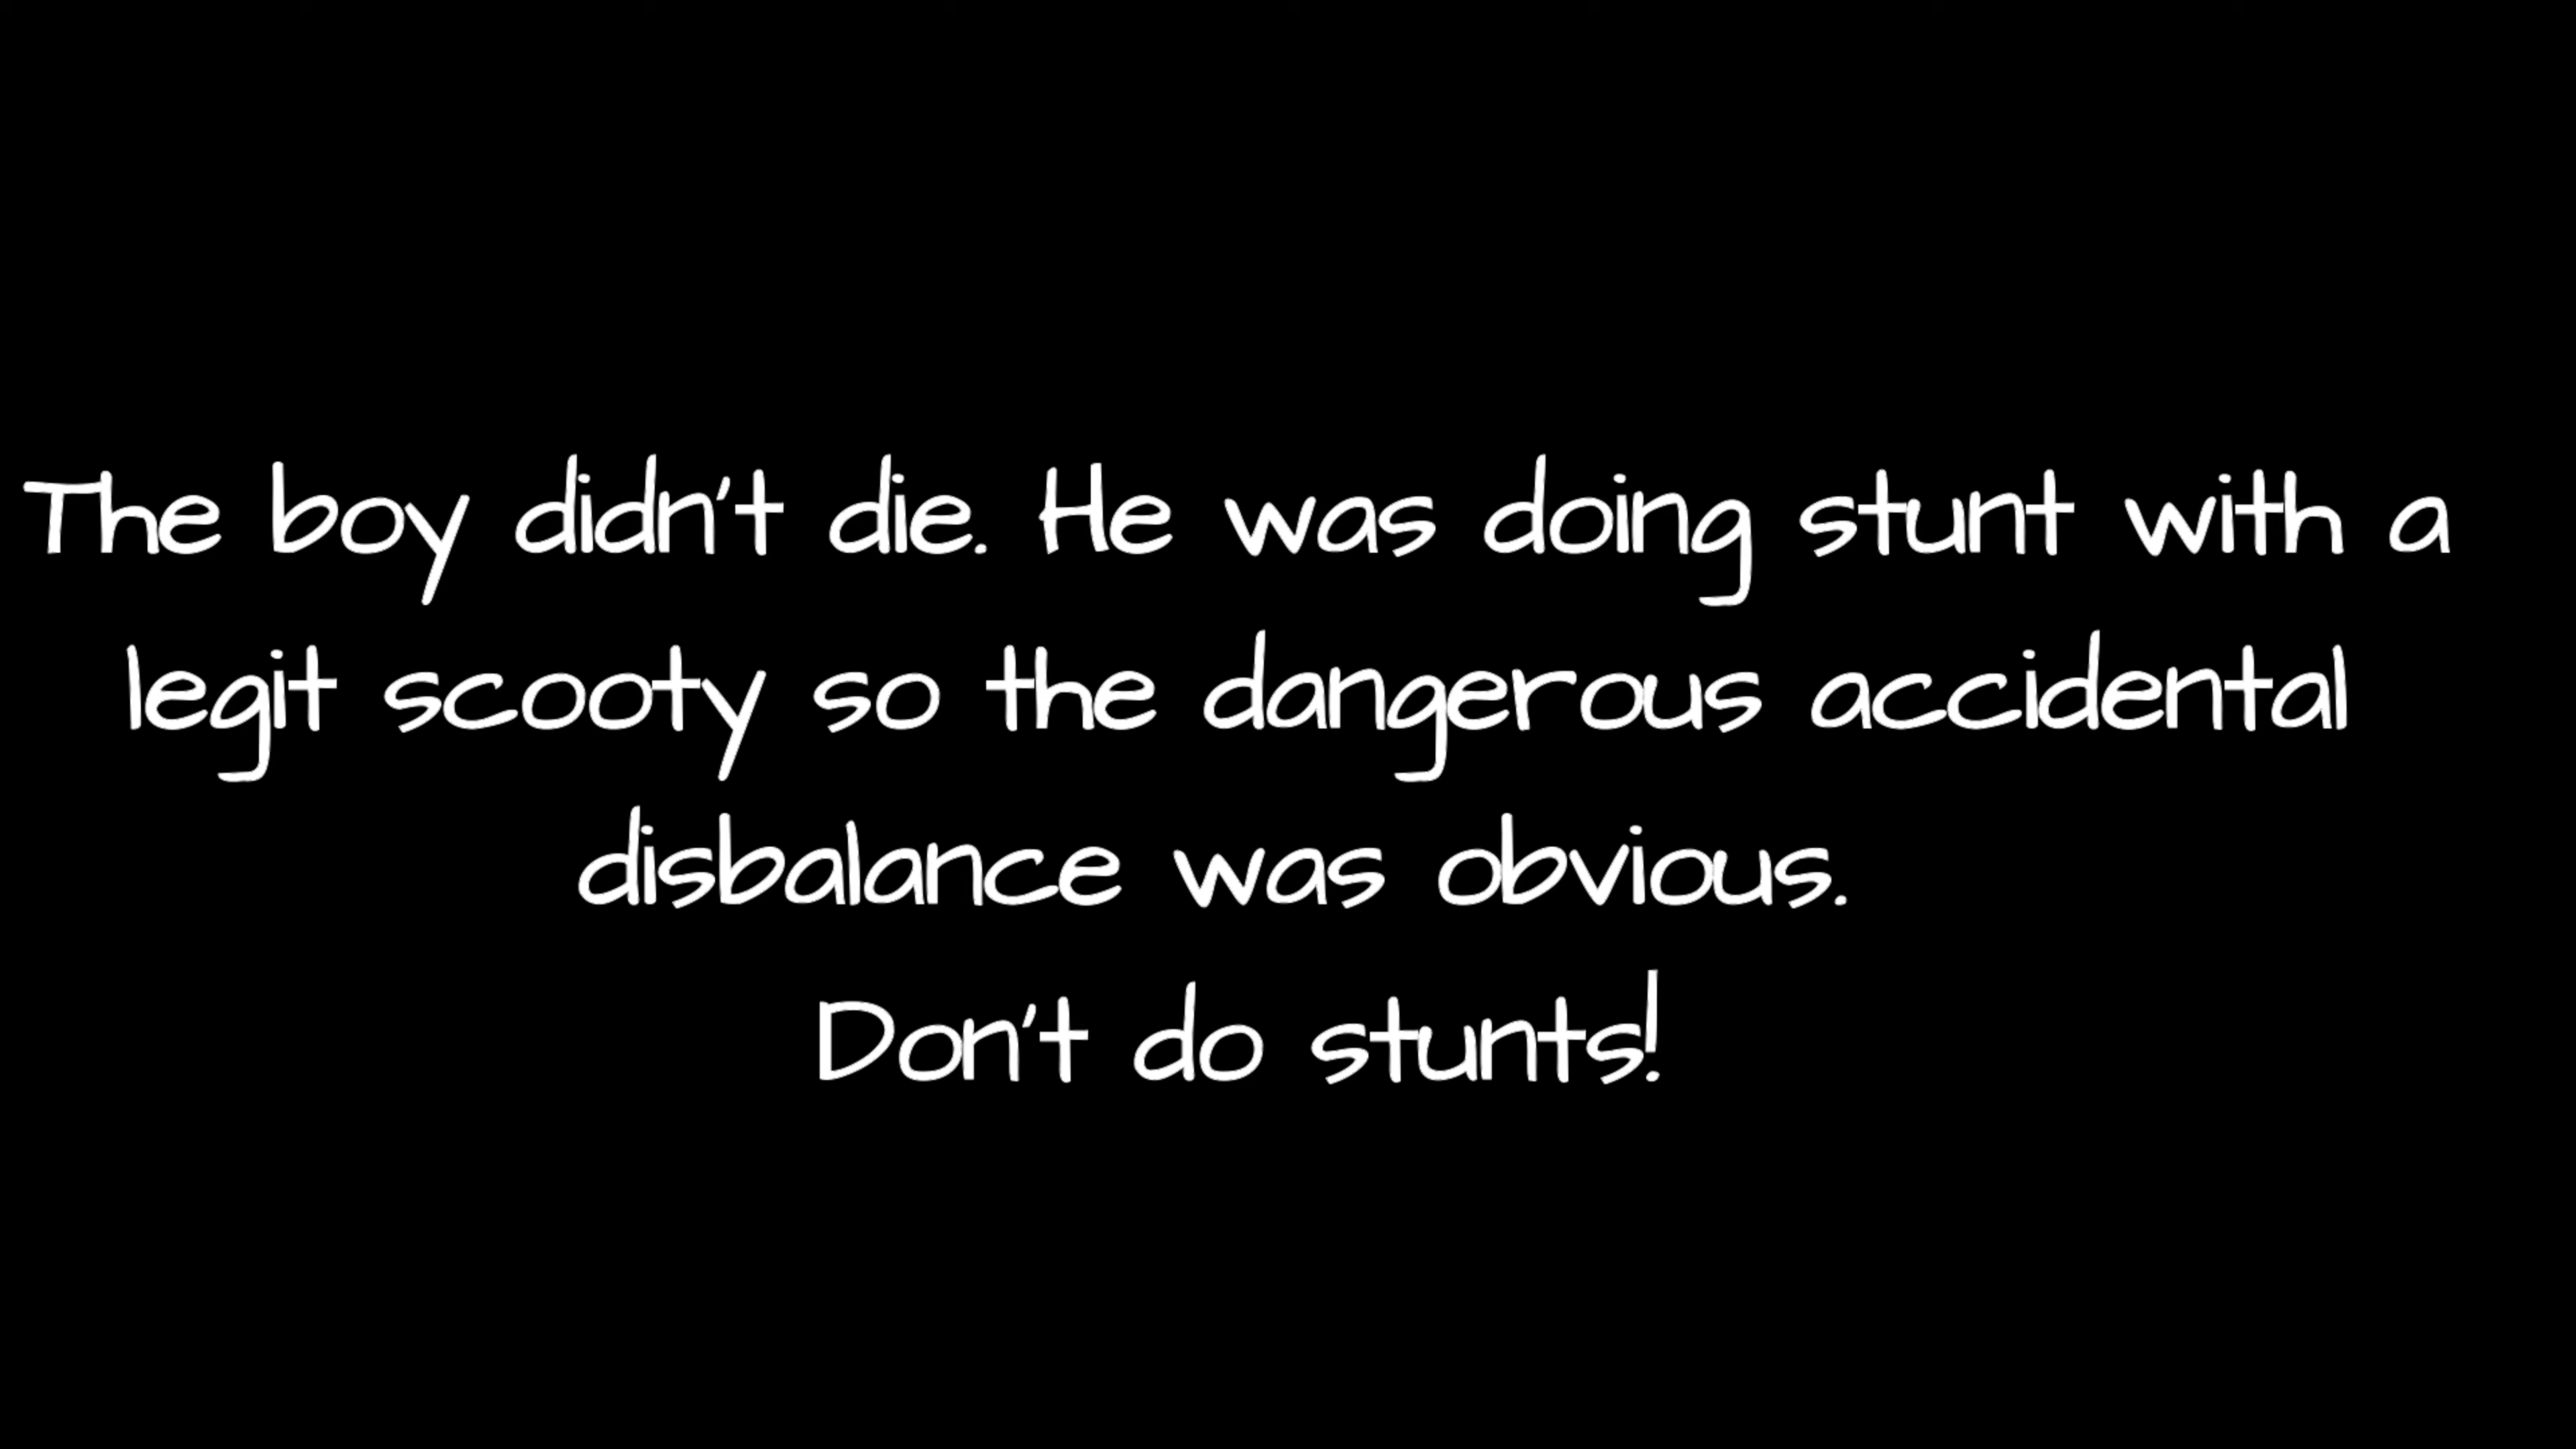 The boy didn't die. He was doing stunt with a
legit scooty so the dangerous accidental
disbalance was obvious.
Don't do stunts!